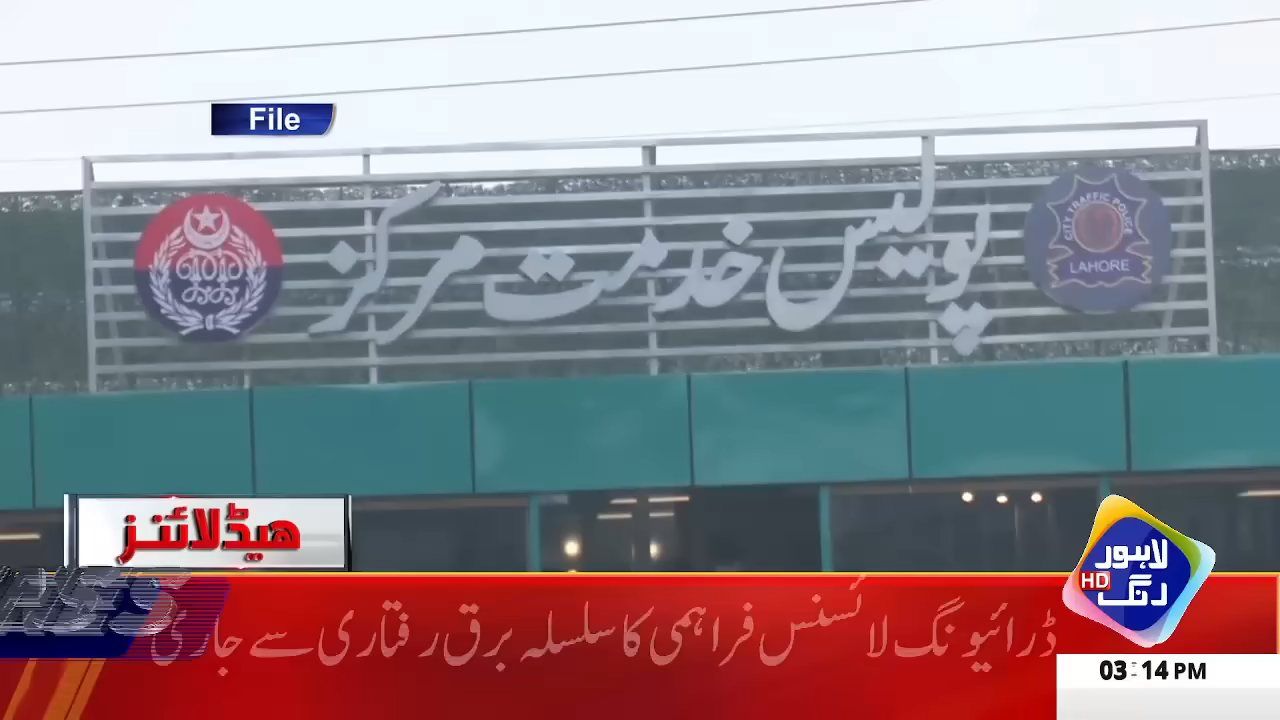 File
پولیس خدمت مرکز
CITY TRAFFIC POLICE
LAHORE
ہیڈلائنز
لاہور
رنگ
HD
ڈرائیونگ لائسنس فراہمی کا سلسلہ برق رفتاری سے جاری
03:14 PM